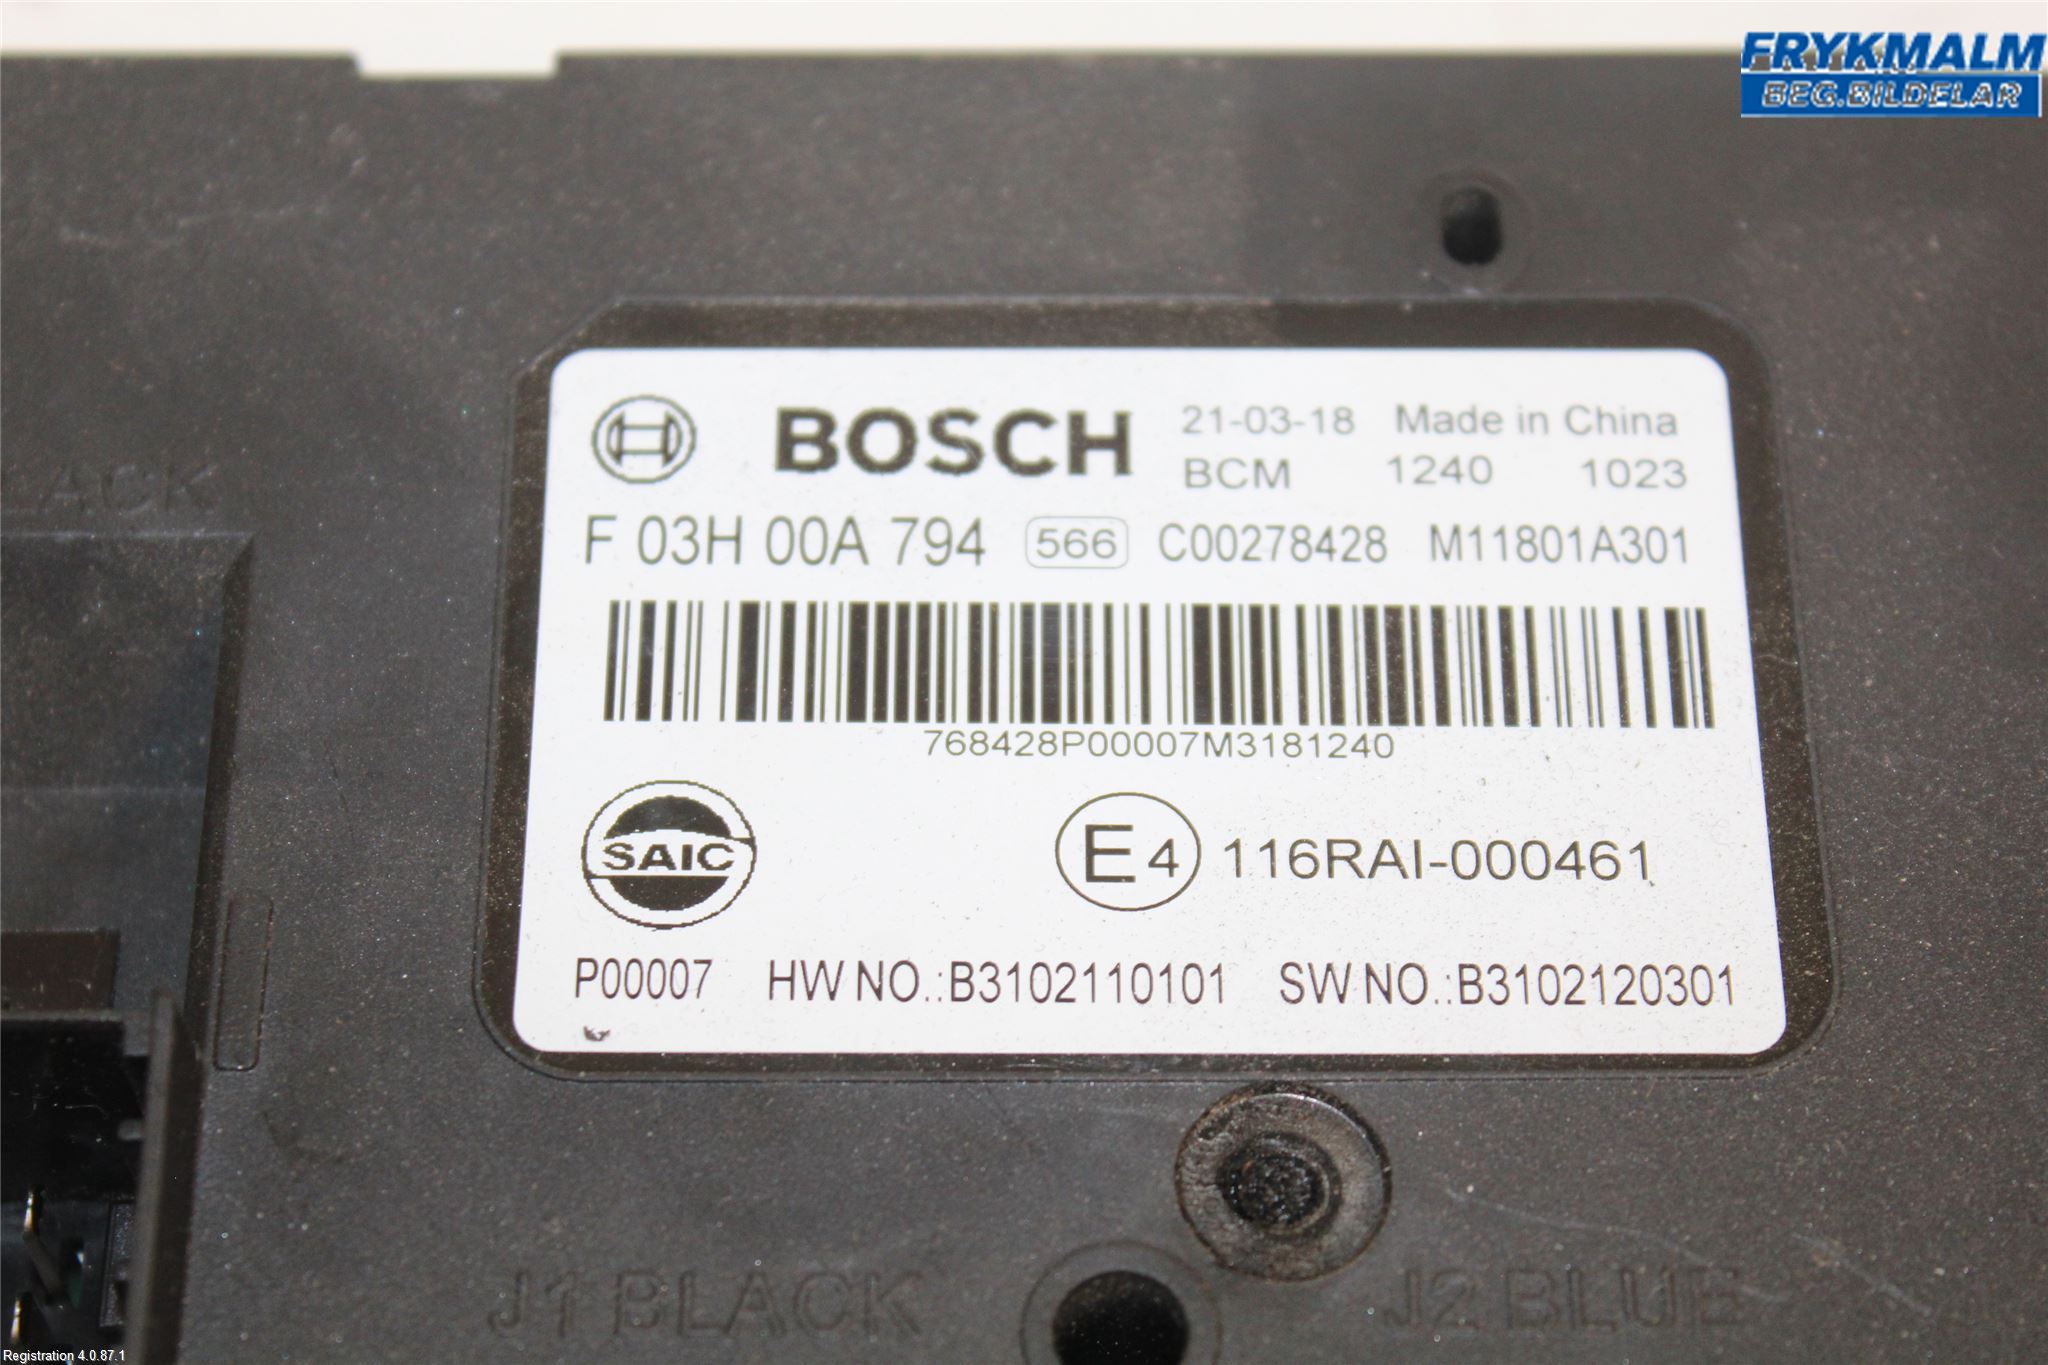 FRYKMALM
BEG.BILDELAR
BOSCH
21-03-18 Made in China
BCM 1240 1023
F 03H 00A 794 566 C00278428 M11801A301
768428P00007M3181240
SAIC
E4 116RAI-000461
P00007 HW NO.:B3102110101 SW NO.:B3102120301
J1 BLACK J2 BLUE
Registration 4.0.87.1